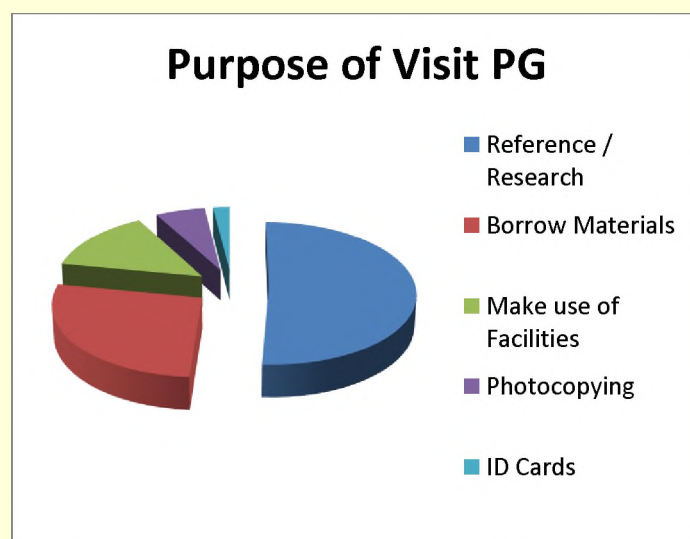 Purpose of Visit PG
Reference /
Research
Borrow Materials
Make use of
Facilities
Photocopying
ID Cards